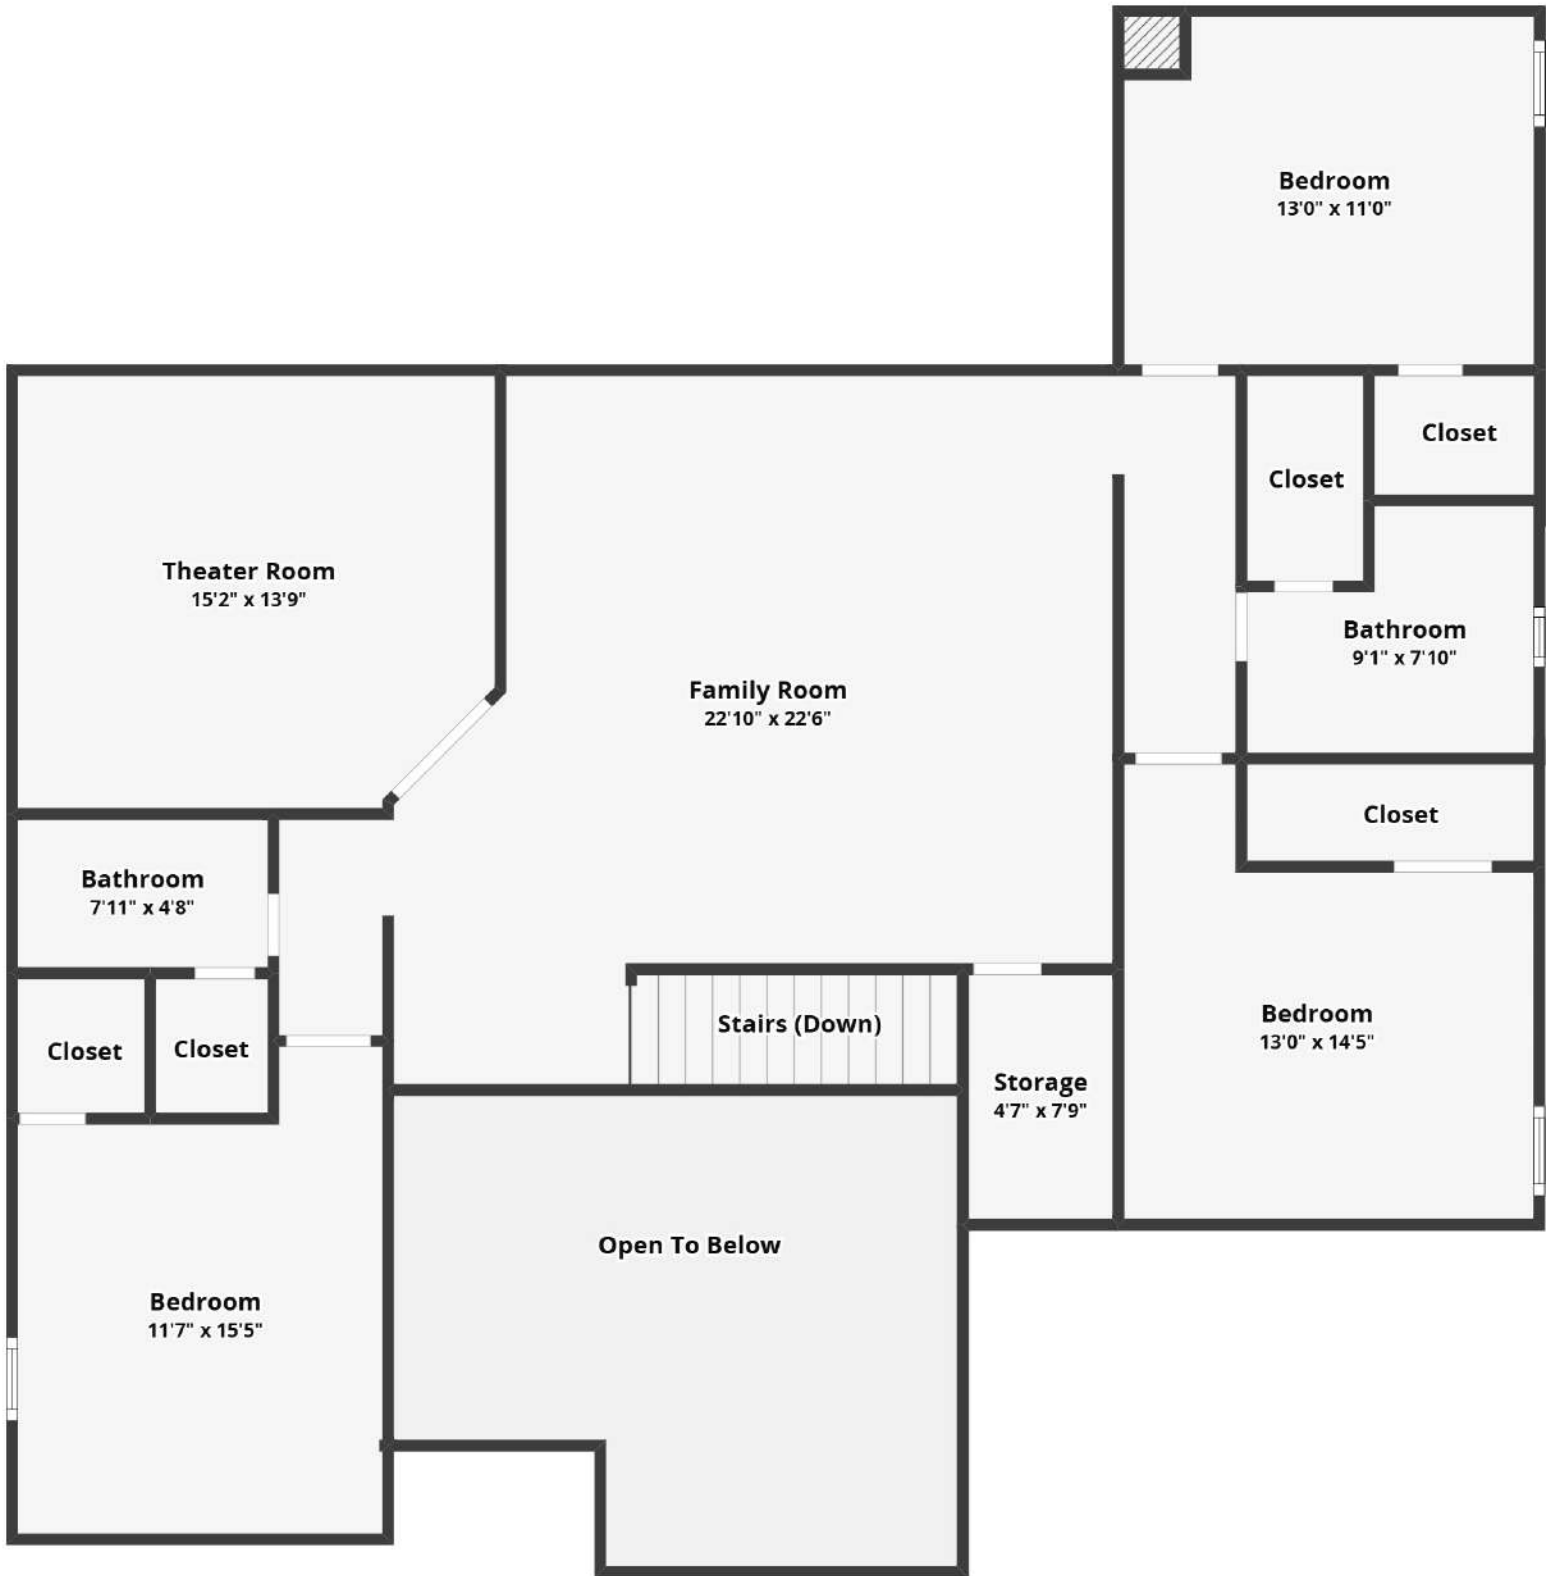 Bedroom
13'0" x 11'0"
Closet
Closet
Theater Room
15'2" x 13'9"
Bathroom
9'1" x 7'10"
Family Room
22'10" x 22'6"
Closet
Bathroom
7'11" x 4'8"
Bedroom
13'0" x 14'5"
Stairs (Down)
Closet
Closet
Storage
4'7" x 7'9"
Open To Below
Bedroom
11'7" x 15'5"